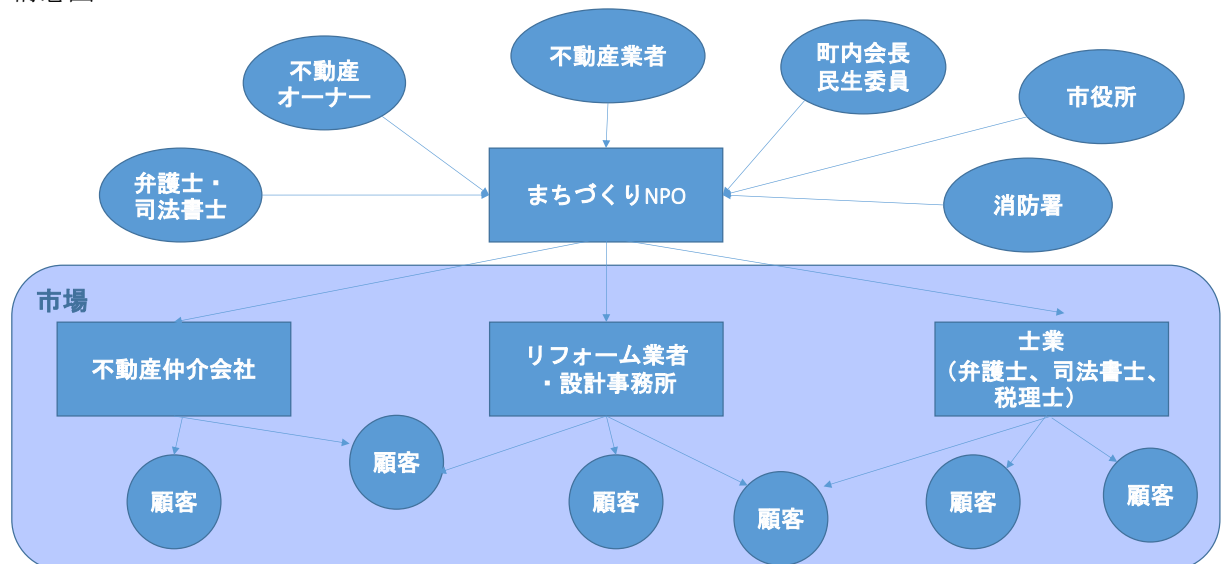 不動産
オーナー
不動産業者
町内会長
民生委員
市役所
弁護士・
司法書士
まちづくりNPO
消防署
市場
不動産仲介会社
リフォーム業者
・設計事務所
士業
（弁護士、司法書士、
税理士）
顧客
顧客
顧客
顧客
顧客
顧客